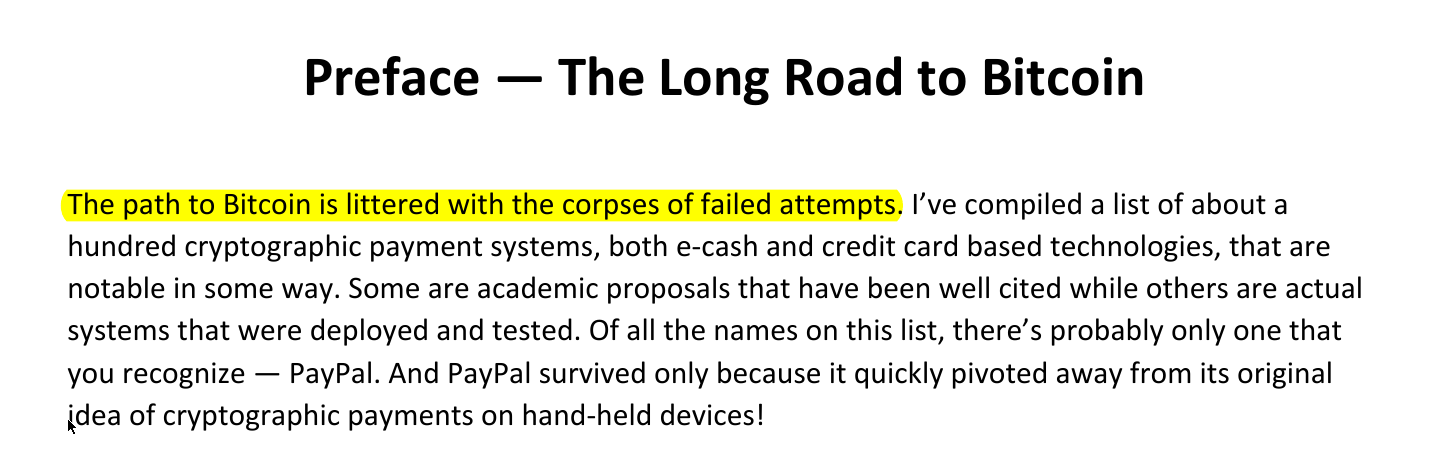 Preface — The Long Road to Bitcoin
The path to Bitcoin is littered with the corpses of failed attempts. I’ve compiled a list of about a
hundred cryptographic payment systems, both e-cash and credit card based technologies, that are
notable in some way. Some are academic proposals that have been well cited while others are actual
systems that were deployed and tested. Of all the names on this list, there’s probably only one that
you recognize — PayPal. And PayPal survived only because it quickly pivoted away from its original
idea of cryptographic payments on hand-held devices!